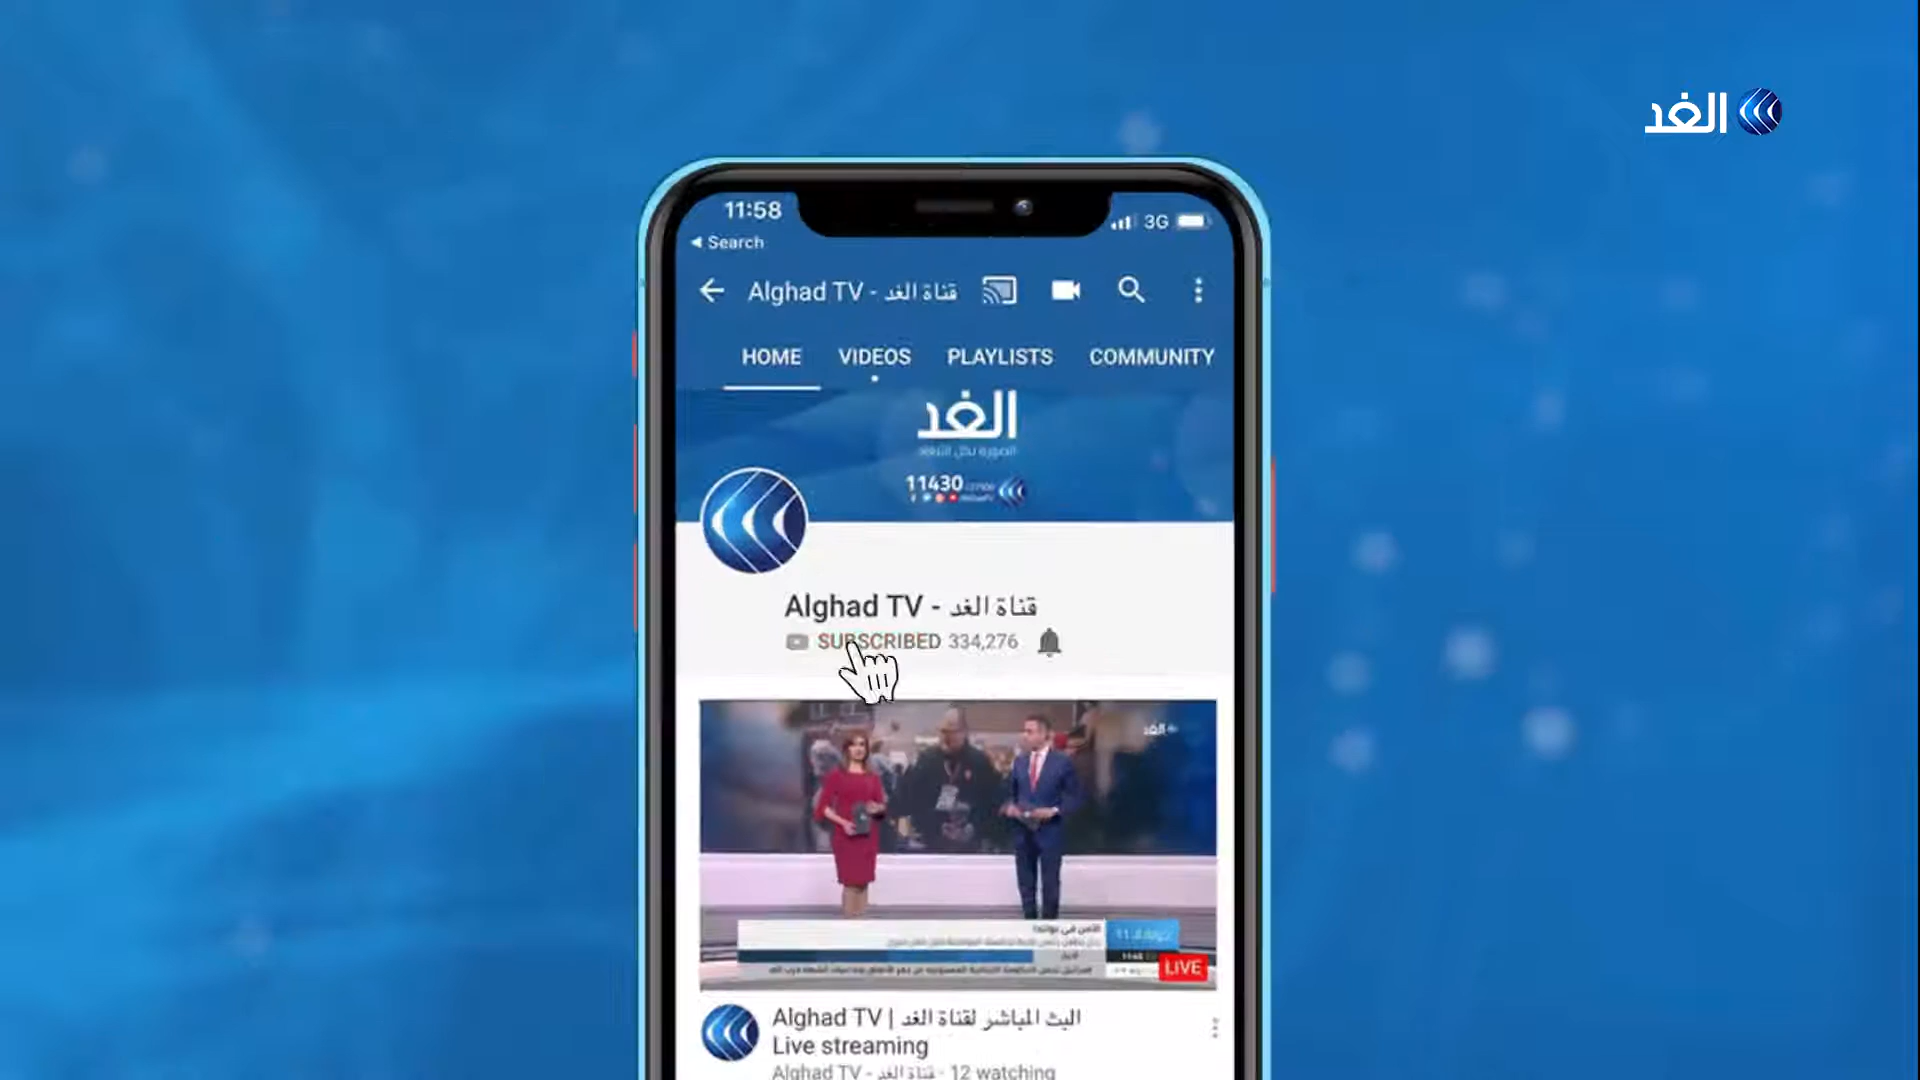 الغد
11:58
3G
Search
Alghad TV - قناة الغد
HOME VIDEOS PLAYLISTS COMMUNITY
الغد
11430
Alghad TV - قناة الغد
SUBSCRIBED 334,276
الغد
LIVE
Alghad TV | البث المباشر لقناة الغد
Live streaming
Alghad TV - قناة الغد · 12 watching